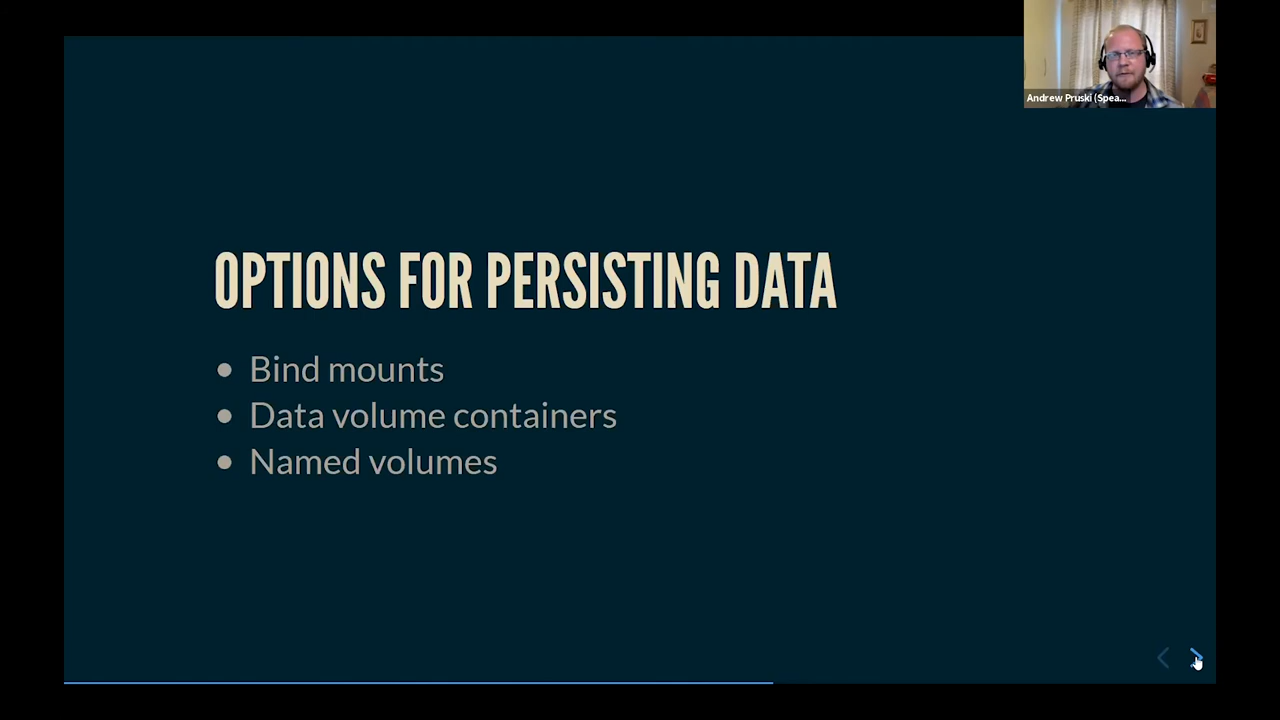 Andrew Pruski (Spea...
OPTIONS FOR PERSISTING DATA
Bind mounts
Data volume containers
Named volumes